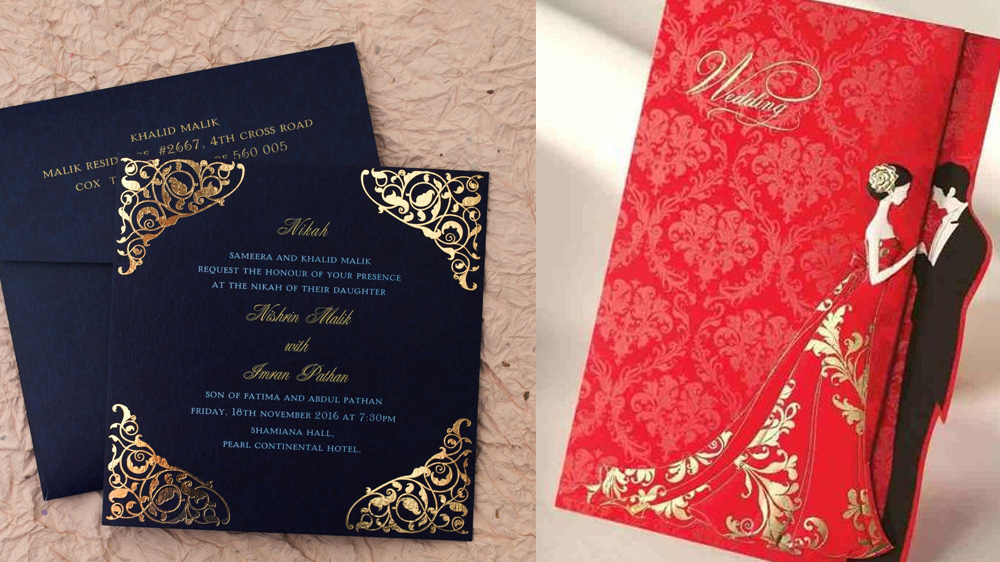 KHALID MALIK
MALIK RESID #2667, 4TH CROSS ROAD
COX T 560 005
Nikah
SAMEERA AND KHALID MALIK
REQUEST THE HONOUR OF YOUR PRESENCE
AT THE NIKAH OF THEIR DAUGHTER
Nishrin Malik
with
Imran Pathan
SON OF FATIMA AND ABDUL PATHAN
FRIDAY, 18TH NOVEMBER 2016 AT 7:30PM
SHAMIANA HALL,
PEARL CONTINENTAL HOTEL,
Wedding